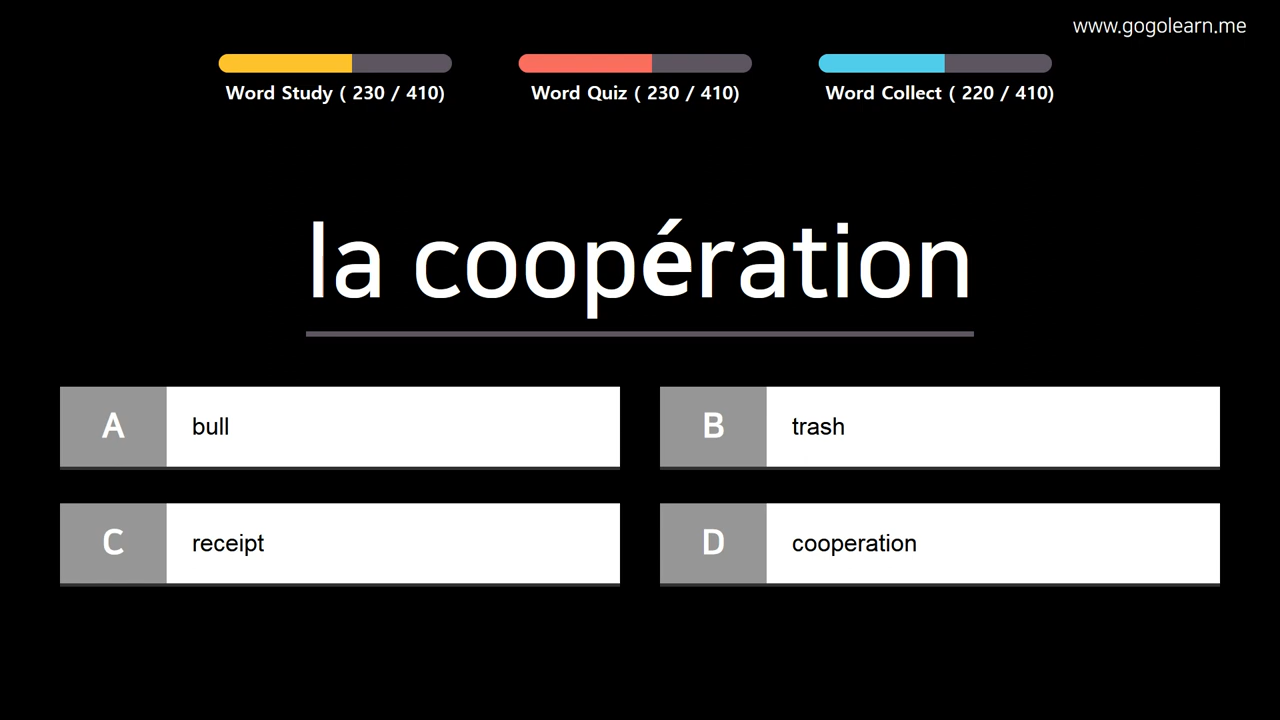 www.gogolearn.me
Word Study ( 230 / 410)
Word Quiz ( 230 / 410)
Word Collect ( 220 / 410)
la coopération
A bull
B trash
C receipt
D cooperation